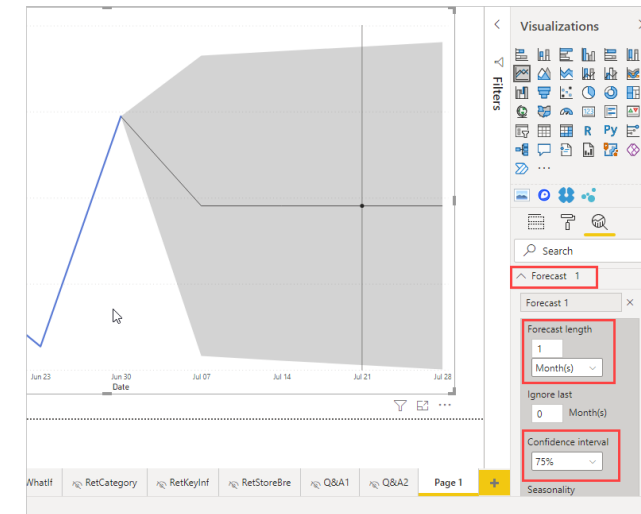 Visualizations
Filters
R Py
...
Search
Forecast 1
Forecast 1
Forecast length
1
Month(s)
Ignore last
0 Month(s)
Confidence interval
75%
Seasonality
Jun 23 Jun 30 Jul 07 Jul 14 Jul 21 Jul 28
Date
WhatIf RetCategory RetKeyInf RetStoreBre Q&A1 Q&A2 Page 1 +